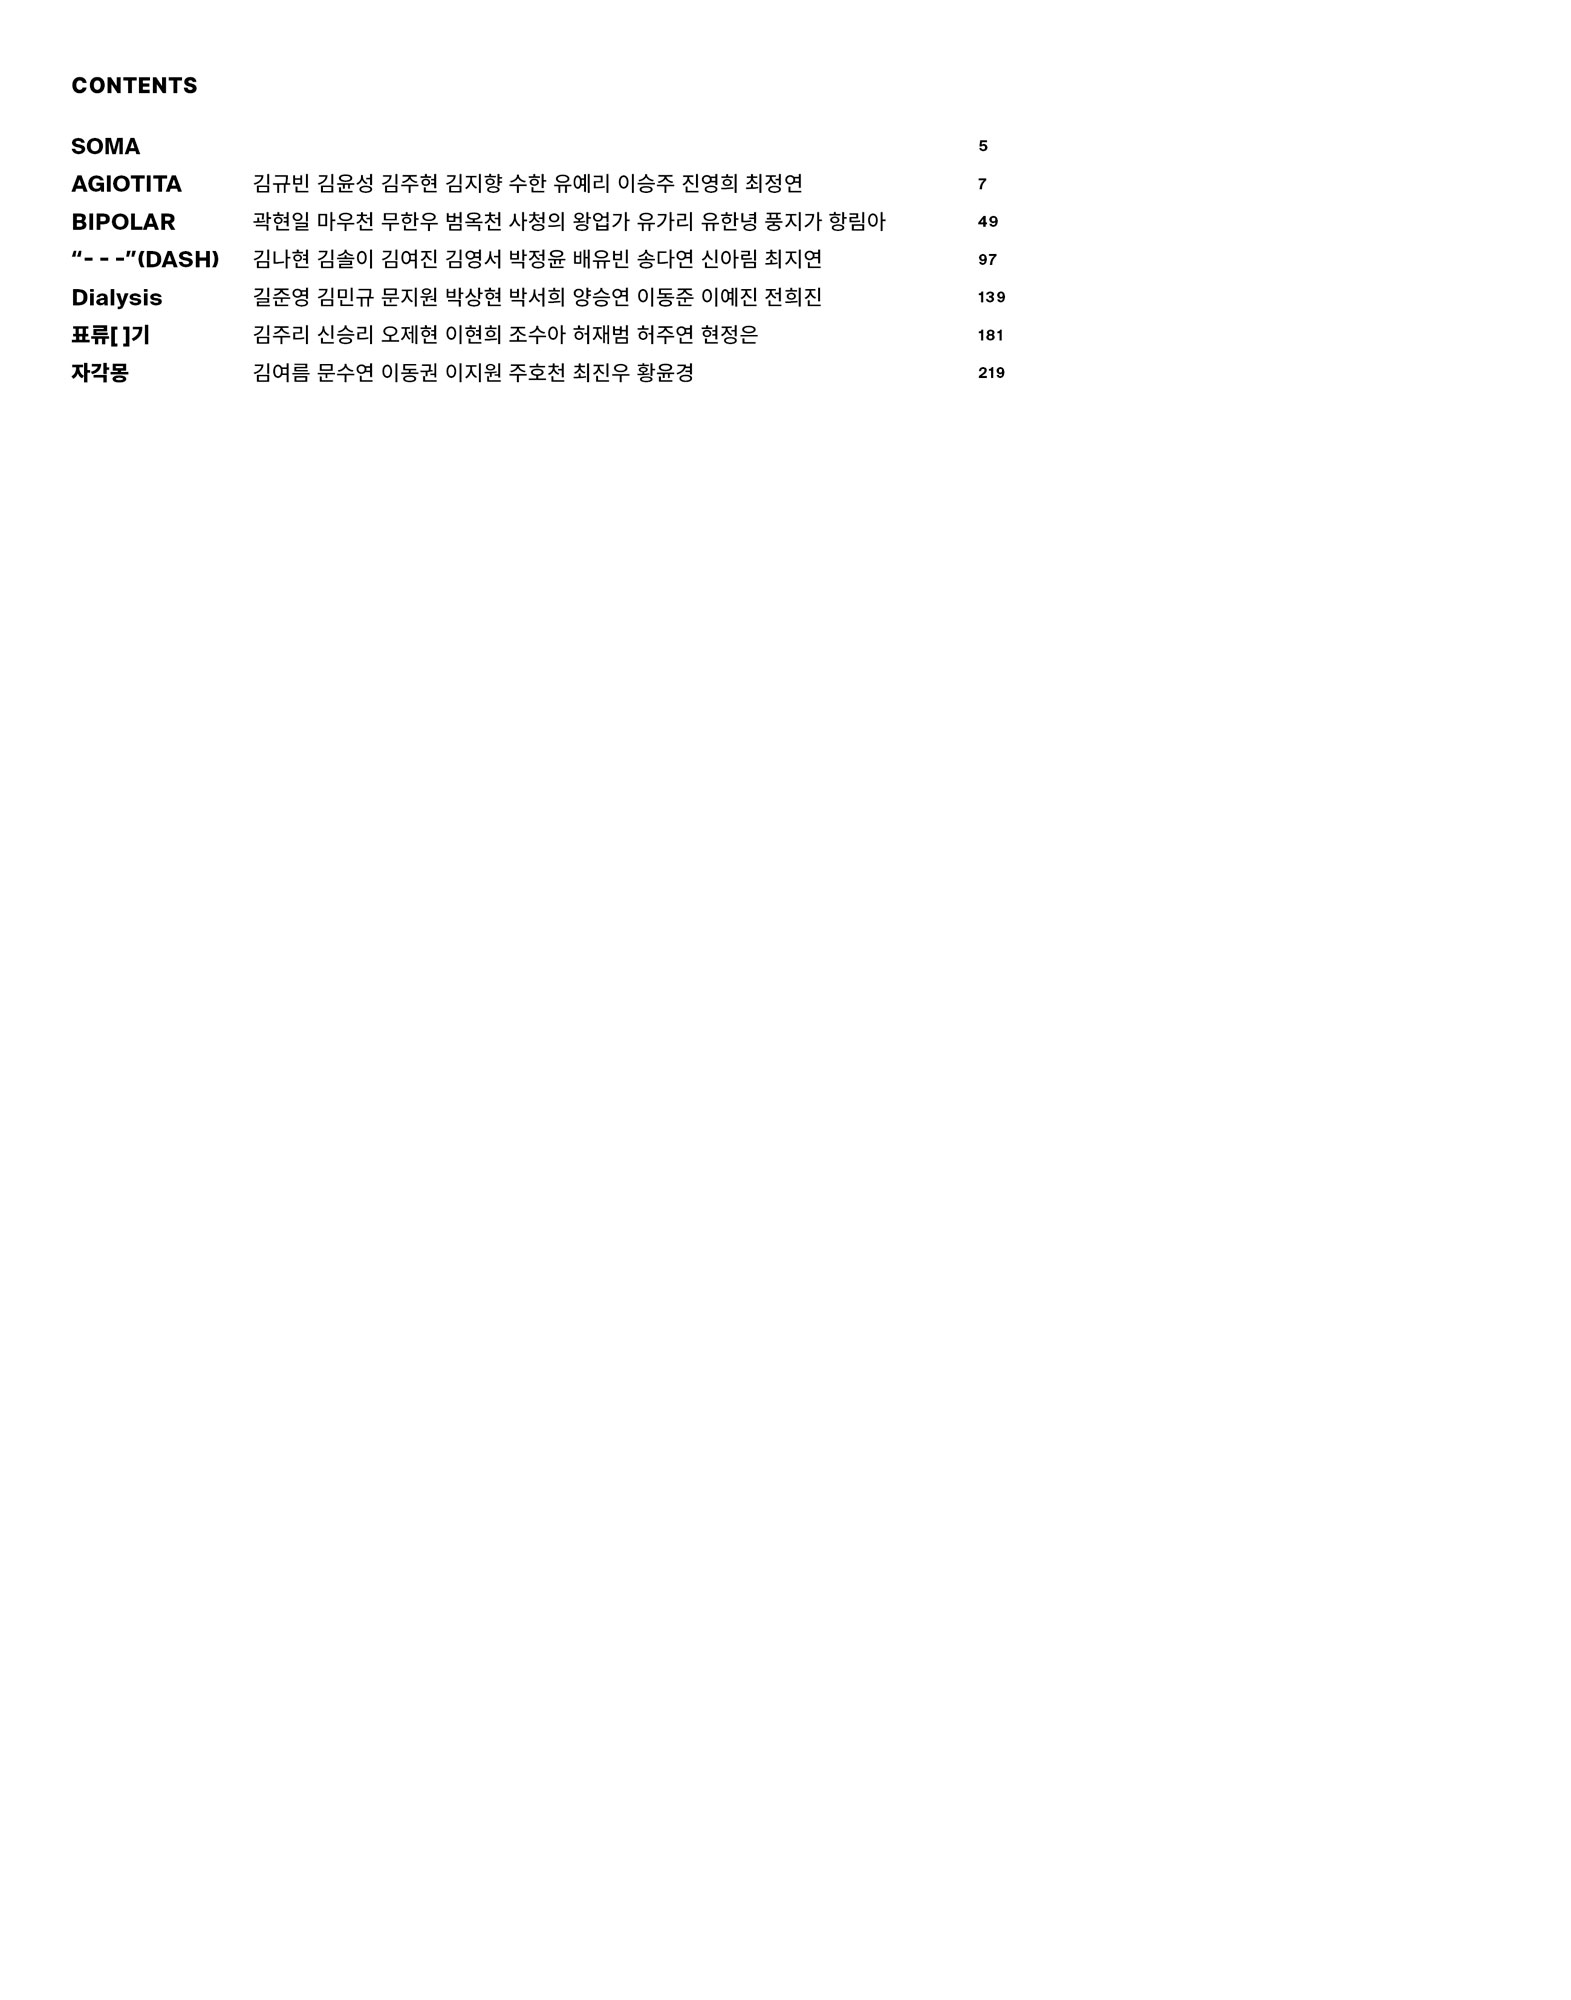 CONTENTS
SOMA 5
AGIOTITA 김규빈 김윤성 김주현 김지향 수한 유예리 이승주 진영희 최정연 7
BIPOLAR 곽현일 마우천 무한우 범옥천 사청의 왕업가 유가리 유한녕 풍지가 항림아 49
“- - -”(DASH) 김나현 김솔이 김여진 김영서 박정윤 배유빈 송다연 신아림 최지연 97
Dialysis 길준영 김민규 문지원 박상현 박서희 양승연 이동준 이예진 전희진 139
표류[ ]기 김주리 신승리 오제현 이현희 조수아 허재범 허주연 현정은 181
자각몽 김여름 문수연 이동권 이지원 주호천 최진우 황윤경 219